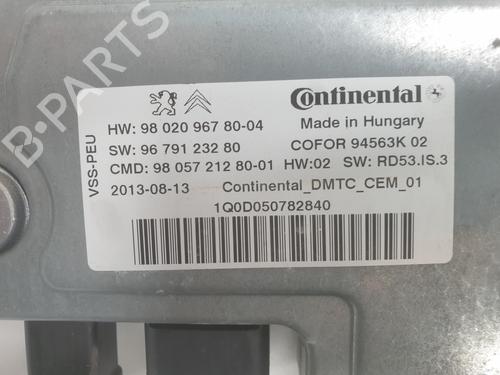 B-PARTS
VSS-PEU
Continental
HW: 98 020 967 80-04
Made in Hungary
SW: 96 791 232 80
COFOR 94563K 02
CMD: 98 057 212 80-01 HW:02 SW: RD53.IS.3
2013-08-13 Continental_DMTC_CEM_01
1Q0D050782840